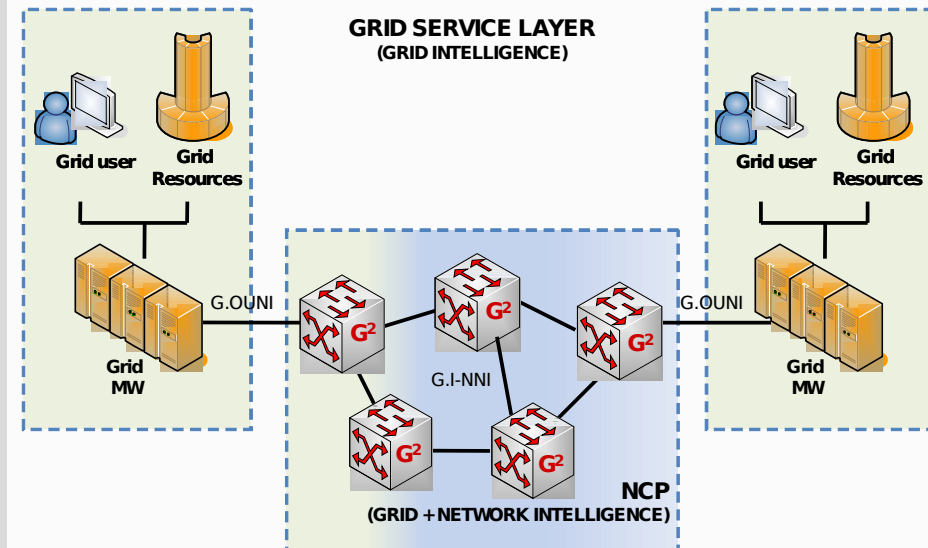 GRID SERVICE LAYER
(GRID INTELLIGENCE)
Grid user
Grid
Resources
Grid user
Grid
Resources
G.OUNI
G.OUNI
G²
G²
G²
Grid
MW
G.I-NNI
Grid
MW
G²
G²
NCP
(GRID + NETWORK INTELLIGENCE)